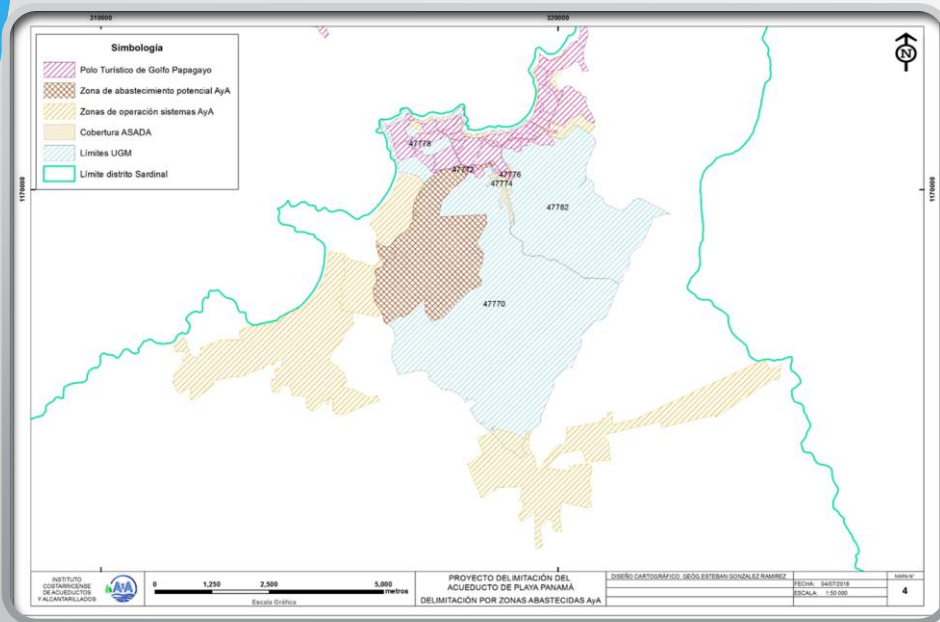 310000
320000
Simbología
Polo Turístico de Golfo Papagayo
Zona de abastecimiento potencial AyA
Zonas de operación sistemas AyA
Cobertura ASADA
Límites UGM
Límite distrito Sardinal
N
1170000
1170000
47778
47772
47776
47774
47782
47770
INSTITUTO
COSTARRICENSE
DE ACUEDUCTOS
Y ALCANTARILLADOS
AyA
0 1,250 2,500 5,000
metros
Escala Gráfica
PROYECTO DELIMITACIÓN DEL
ACUEDUCTO DE PLAYA PANAMÁ
DELIMITACIÓN POR ZONAS ABASTECIDAS AyA
DISEÑO CARTOGRÁFICO: GEÓG.ESTEBAN GONZALEZ RAMIREZ
FECHA: 04/07/2018
ESCALA: 1:50 000
MAPA N°
4